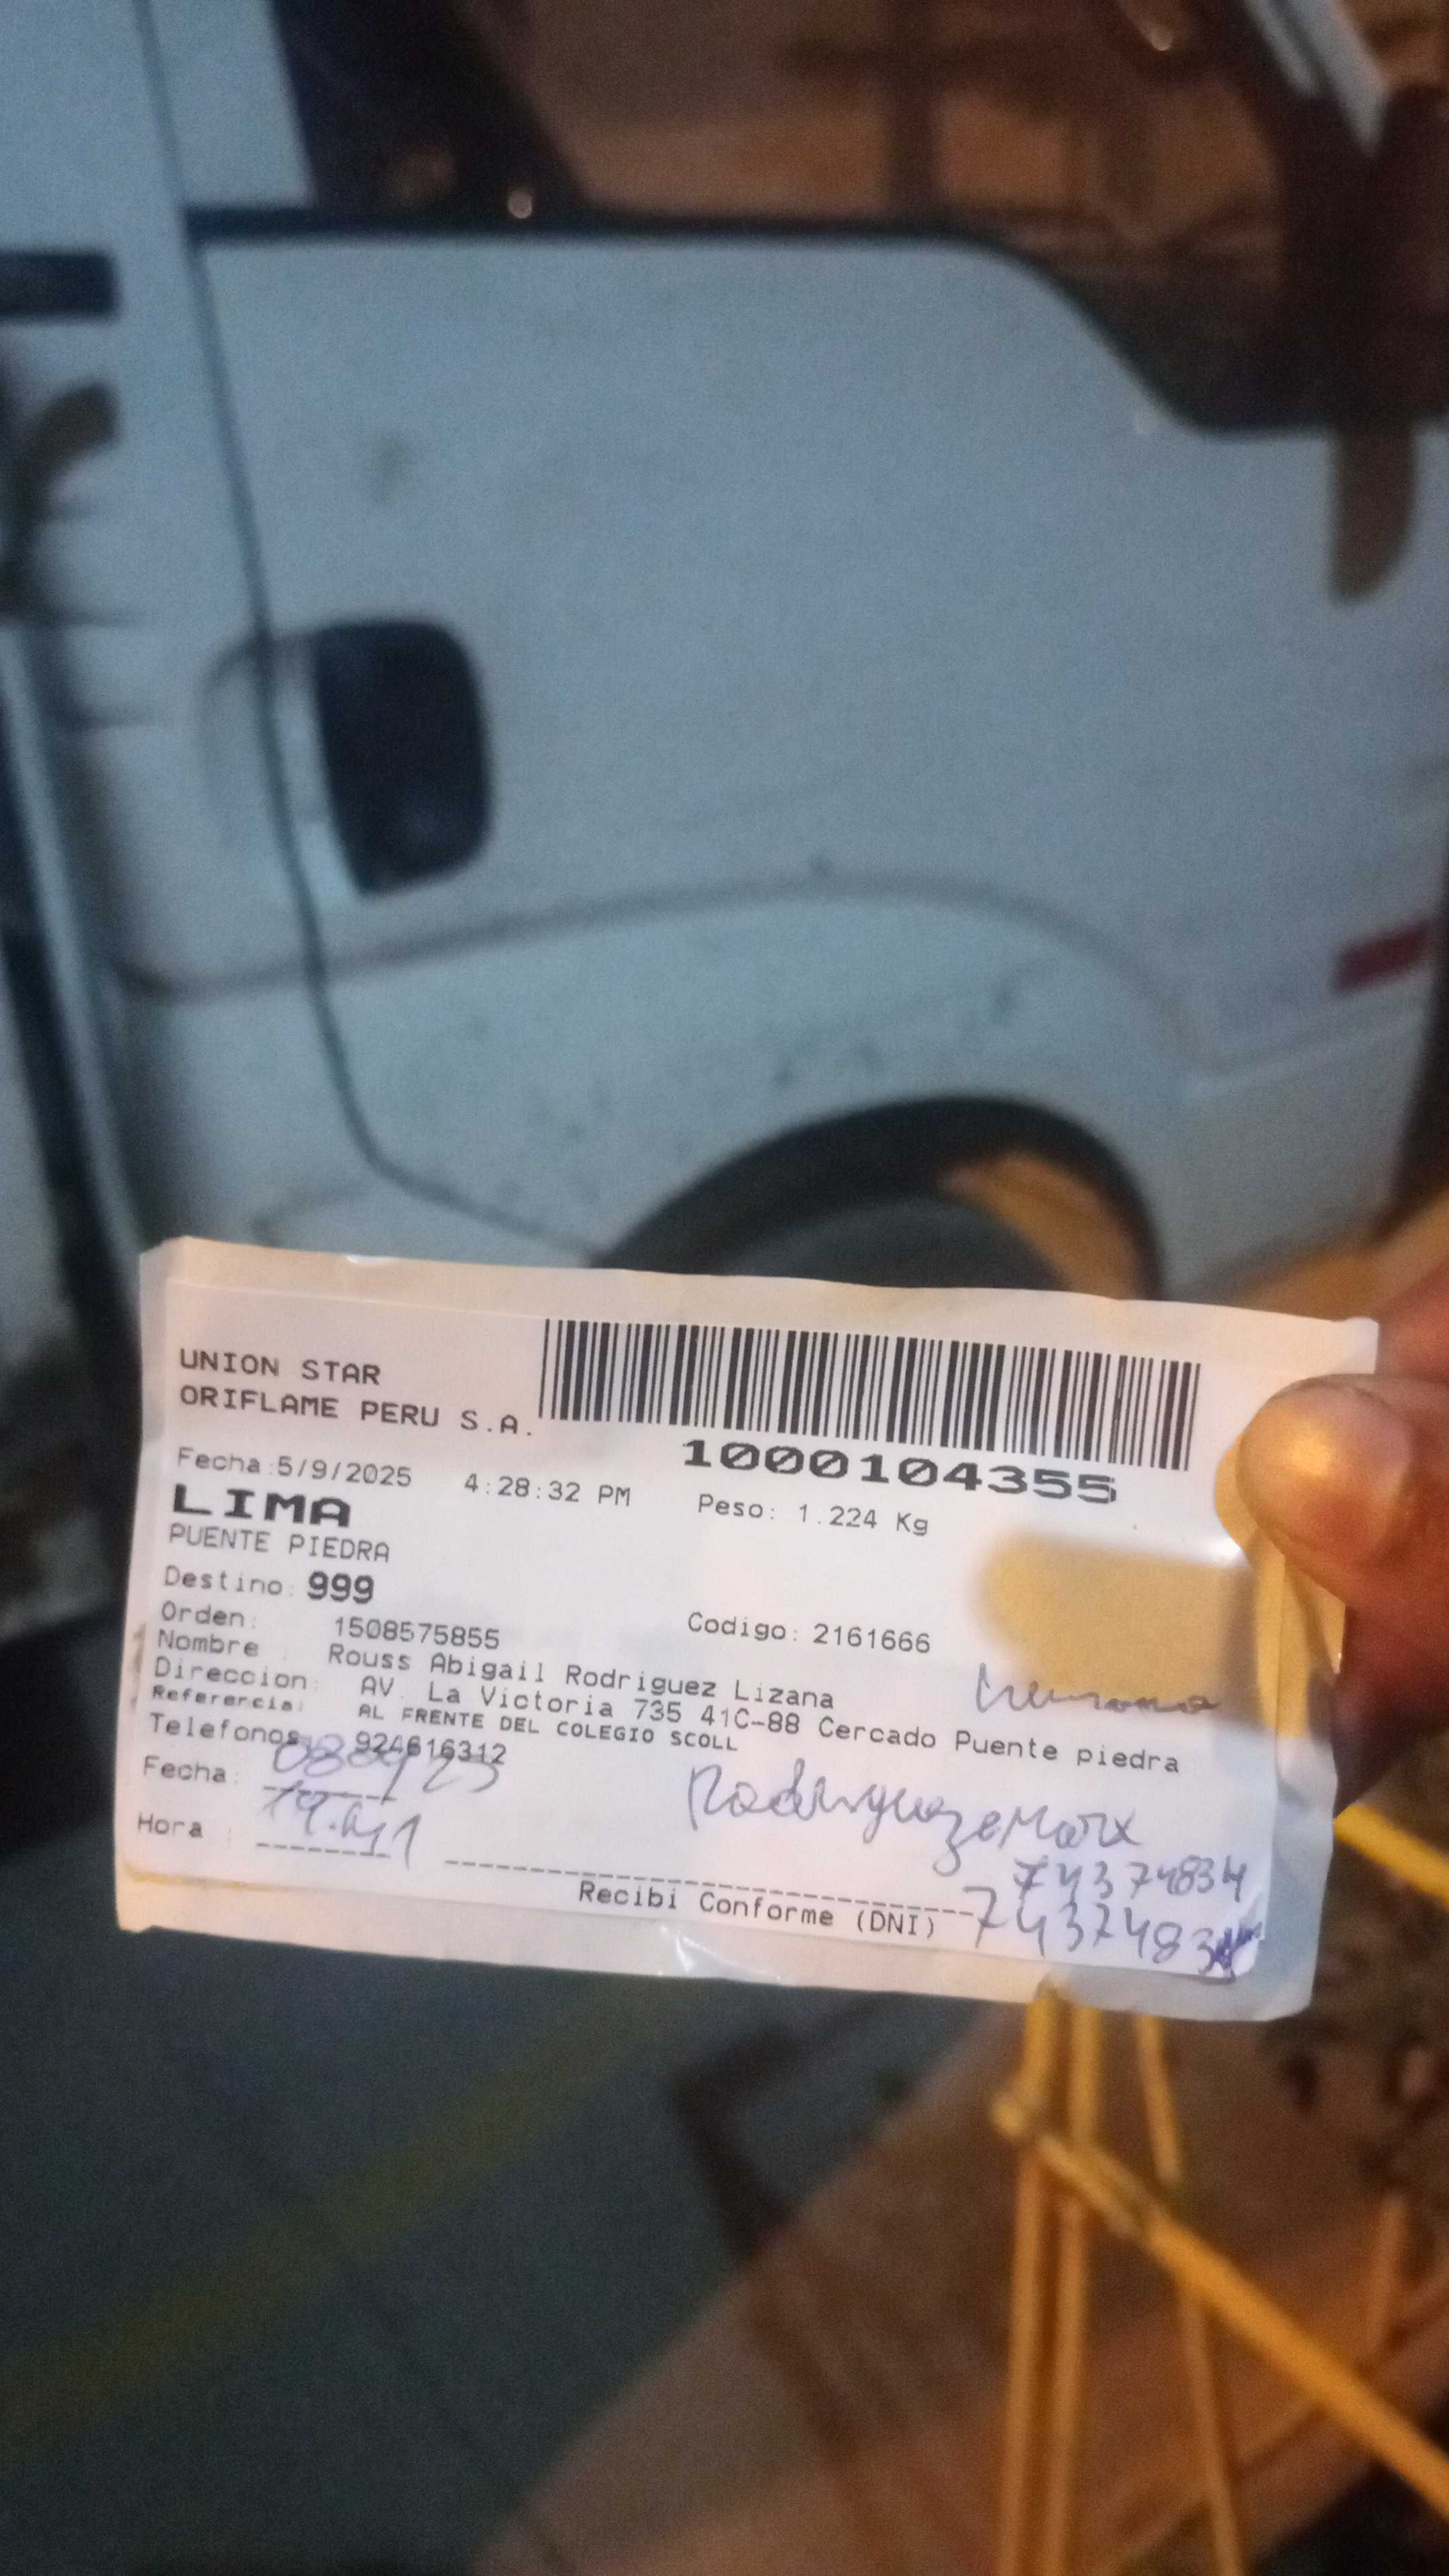 UNION STAR
ORIFLAME PERU S.A.
1000104355
Fecha:5/9/2025 4:28:32 PM Peso: 1.224 Kg
LIMA
PUENTE PIEDRA
Destino: 999
Orden: 1508575855 Codigo: 2161666
Nombre : Rouss Abigail Rodriguez Lizana
Direccion: AV. La Victoria 735 41C-88 Cercado Puente piedra
Referencia: AL FRENTE DEL COLEGIO SCOLL
Telefonos: 924616312
Fecha:
Rodriguez
Hora :
74374834
Recibi Conforme (DNI)